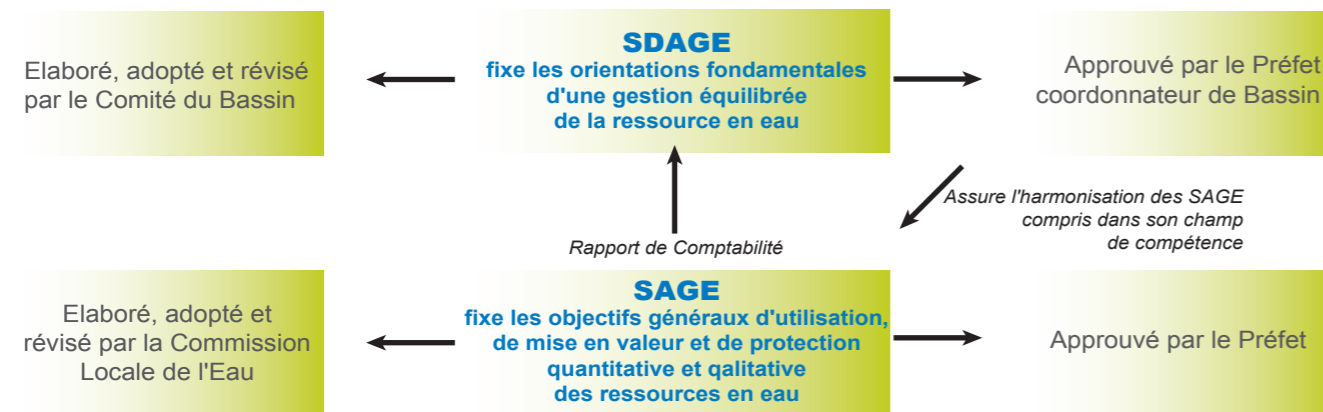 Elaboré, adopté et révisé
par le Comité du Bassin
SDAGE
fixe les orientations fondamentales
d'une gestion équilibrée
de la ressource en eau
Approuvé par le Préfet
coordonnateur de Bassin
Assure l'harmonisation des SAGE
compris dans son champ
de compétence
Rapport de Comptabilité
Elaboré, adopté et
révisé par la Commission
Locale de l'Eau
SAGE
fixe les objectifs généraux d'utilisation,
de mise en valeur et de protection
quantitative et qalitative
des ressources en eau
Approuvé par le Préfet